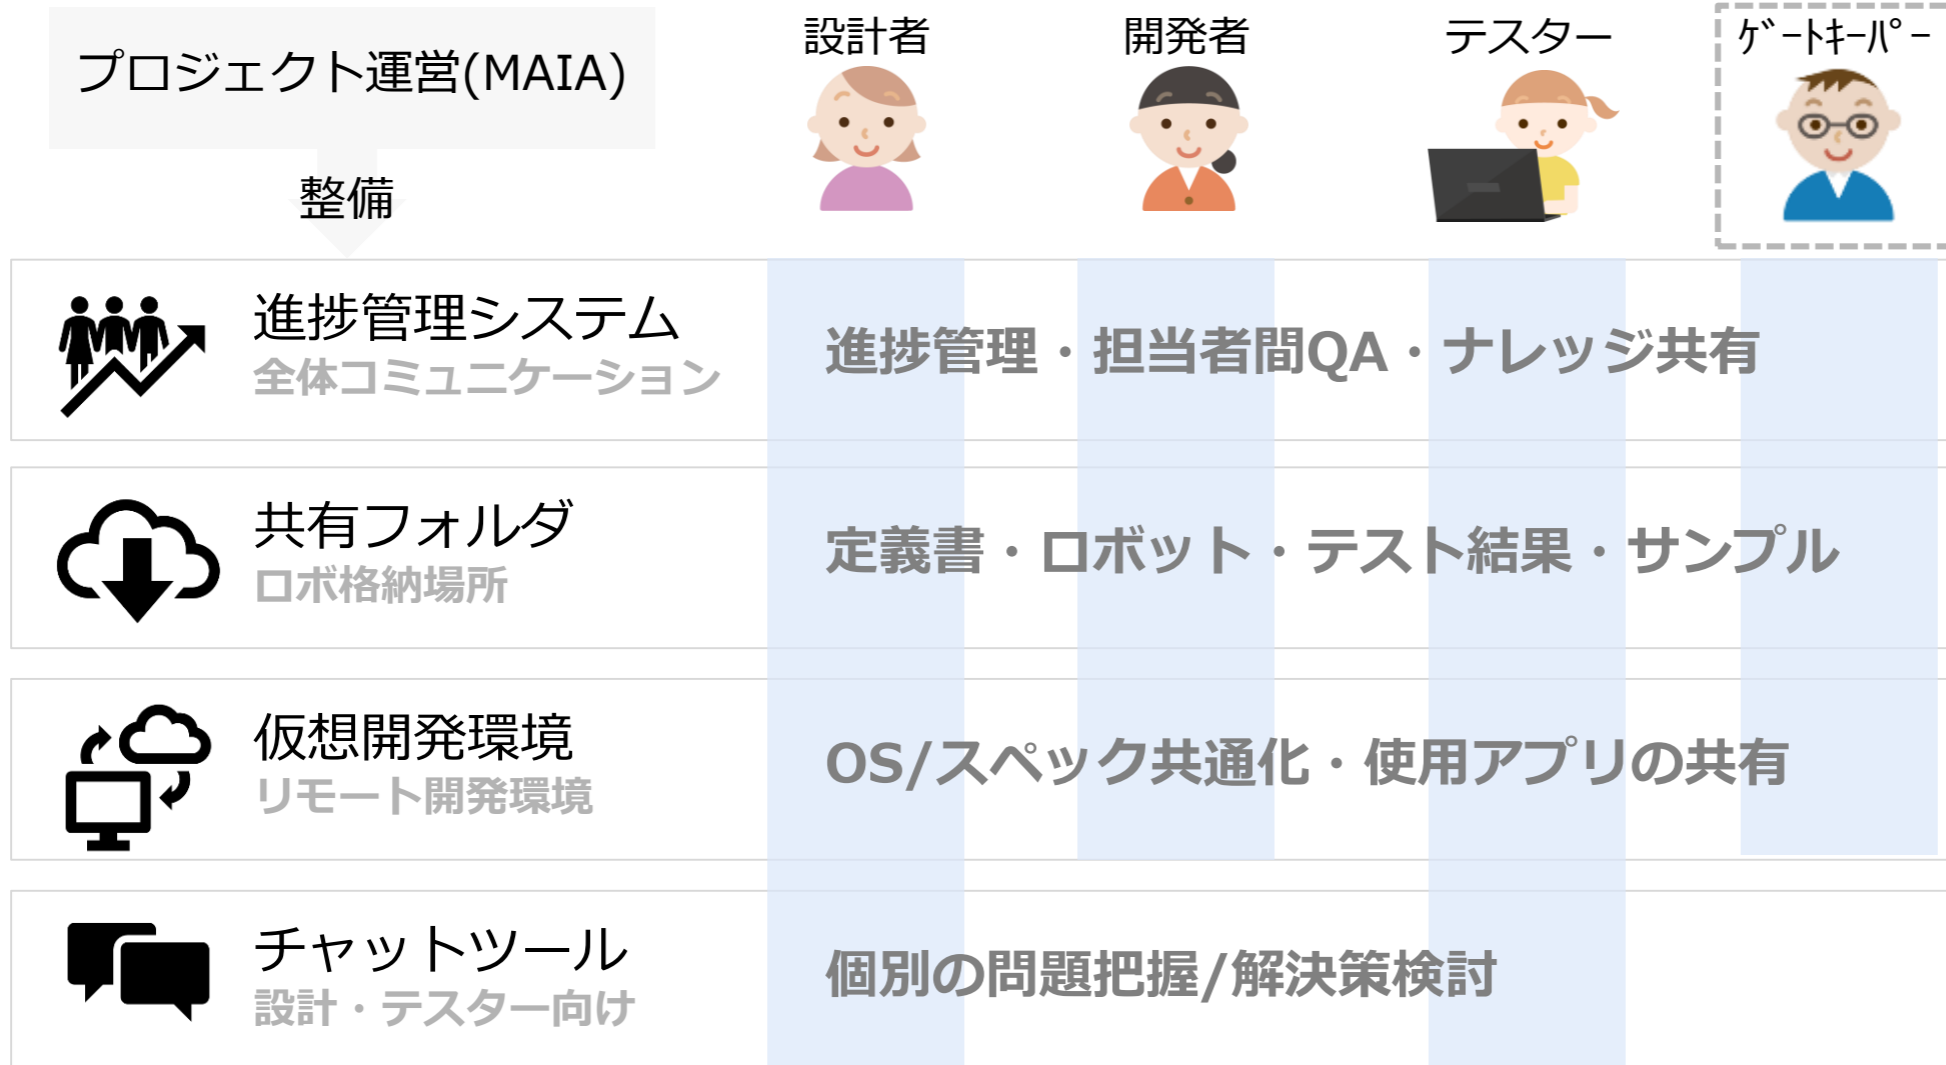 プロジェクト運営(MAIA)
整備
設計者
開発者
テスター
ｹﾞｰﾄｷｰﾊﾟｰ
進捗管理システム
全体コミュニケーション
進捗管理・担当者間QA・ナレッジ共有
共有フォルダ
ロボ格納場所
定義書・ロボット・テスト結果・サンプル
仮想開発環境
リモート開発環境
OS/スペック共通化・使用アプリの共有
チャットツール
設計・テスター向け
個別の問題把握/解決策検討